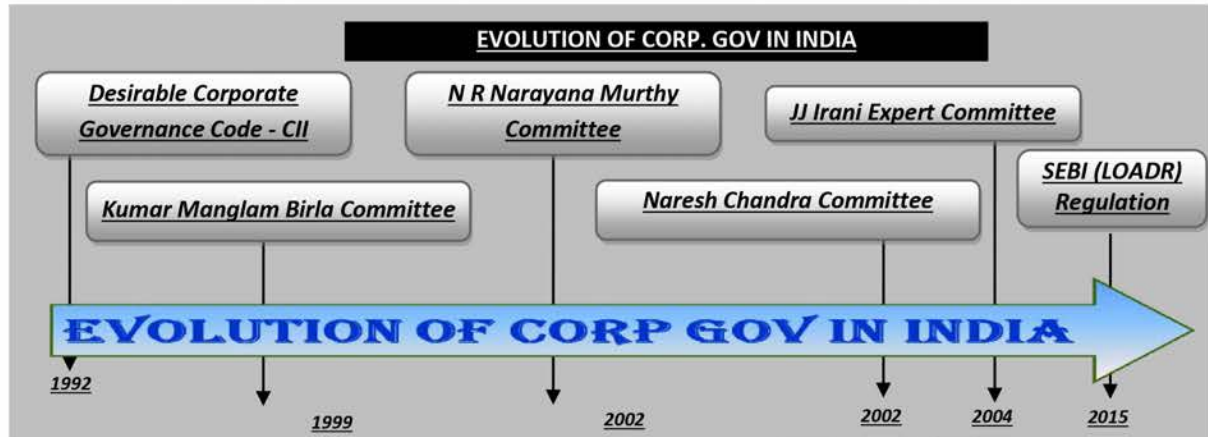 EVOLUTION OF CORP. GOV IN INDIA
Desirable Corporate
Governance Code - CII
N R Narayana Murthy
Committee
JJ Irani Expert Committee
SEBI (LOADR)
Regulation
Kumar Manglam Birla Committee
Naresh Chandra Committee
EVOLUTION OF CORP GOV IN INDIA
1992
1999
2002
2002
2004
2015